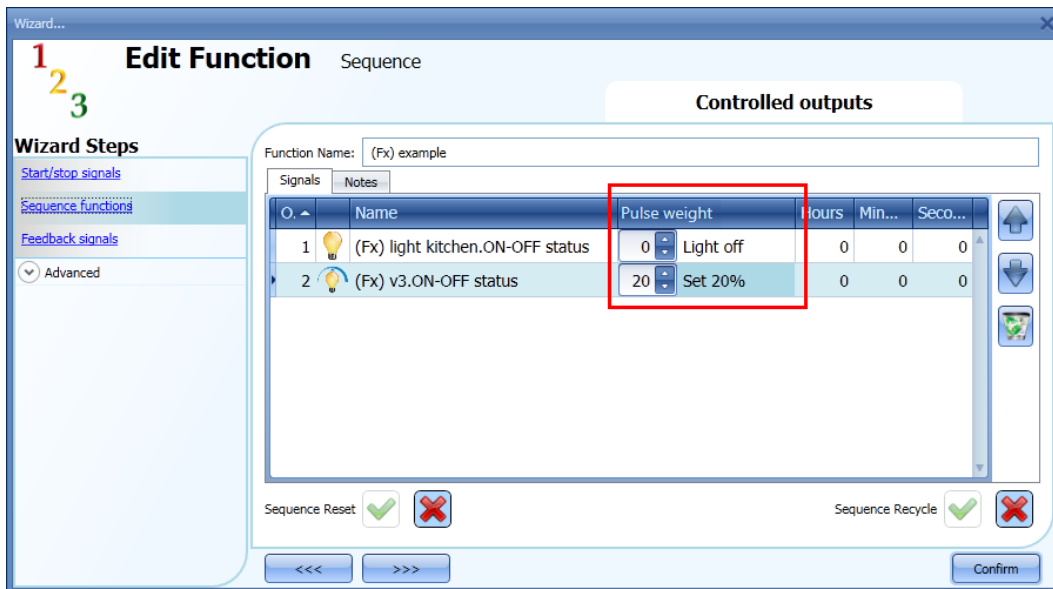 Wizard...
1 2 3
Edit Function Sequence
Controlled outputs
Wizard Steps
Start/stop signals
Sequence functions
Feedback signals
Advanced
Function Name: (Fx) example
Signals Notes
O. Name Pulse weight Hours Min... Seco...
1 (Fx) light kitchen.ON-OFF status 0 Light off 0 0 0
2 (Fx) v3.ON-OFF status 20 Set 20% 0 0 0
Sequence Reset Sequence Recycle
<<< >>> Confirm